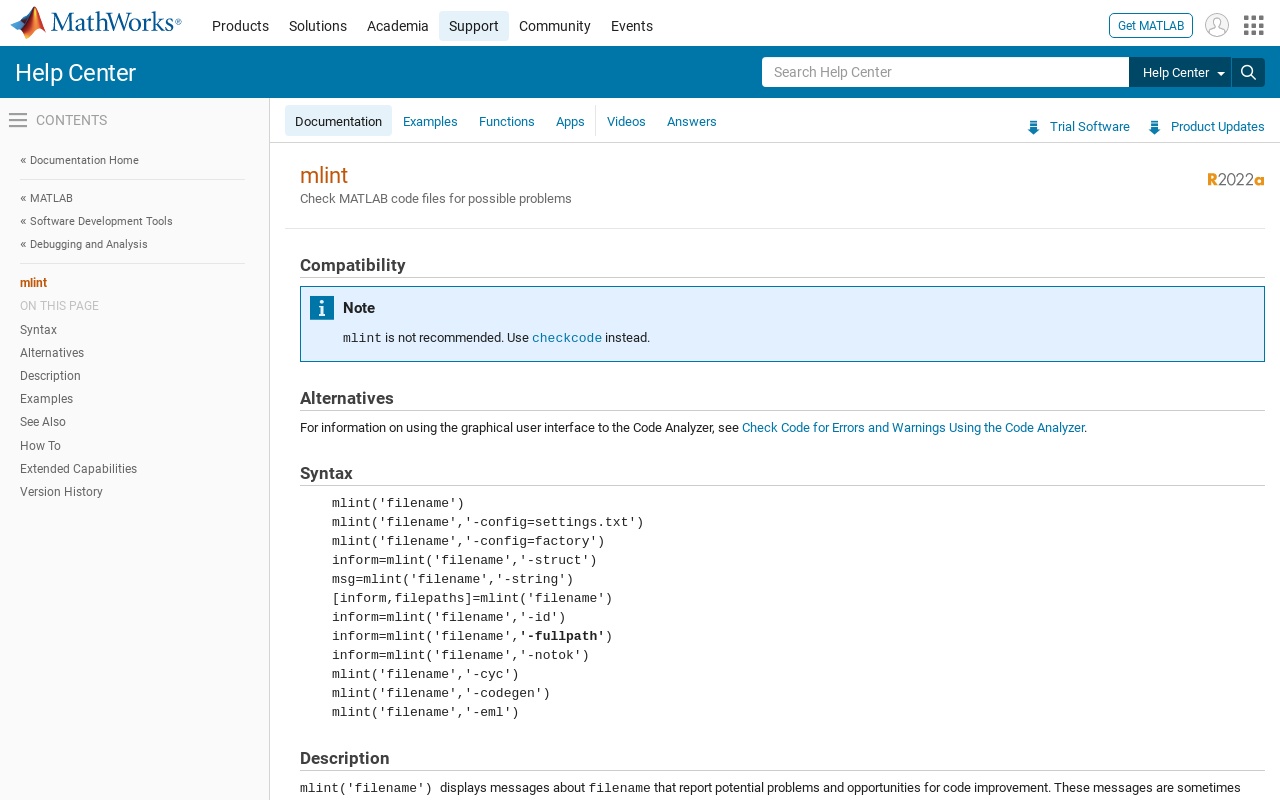 MathWorks®
Products Solutions Academia Support Community Events
Get MATLAB
Help Center
Search Help Center
Help Center
CONTENTS
« Documentation Home
« MATLAB
« Software Development Tools
« Debugging and Analysis
mlint
ON THIS PAGE
Syntax
Alternatives
Description
Examples
See Also
How To
Extended Capabilities
Version History
Documentation Examples Functions Apps Videos Answers
Trial Software Product Updates
mlint
R2022a
Check MATLAB code files for possible problems
Compatibility
Note
mlint is not recommended. Use checkcode instead.
Alternatives
For information on using the graphical user interface to the Code Analyzer, see Check Code for Errors and Warnings Using the Code Analyzer.
Syntax
mlint('filename')
mlint('filename','-config=settings.txt')
mlint('filename','-config=factory')
inform=mlint('filename','-struct')
msg=mlint('filename','-string')
[inform,filepaths]=mlint('filename')
inform=mlint('filename','-id')
inform=mlint('filename','-fullpath')
inform=mlint('filename','-notok')
mlint('filename','-cyc')
mlint('filename','-codegen')
mlint('filename','-eml')
Description
mlint('filename') displays messages about filename that report potential problems and opportunities for code improvement. These messages are sometimes